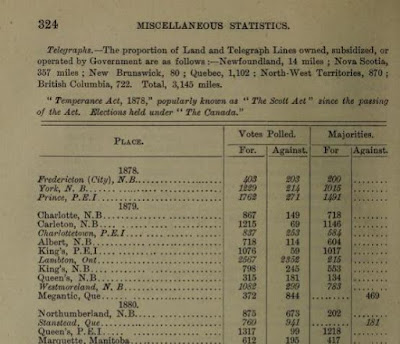 324 MISCELLANEOUS STATISTICS.
Telegraphs.—The proportion of Land and Telegraph Lines owned, subsidized, or
operated by Government are as follows :—Newfoundland, 14 miles ; Nova Scotia,
357 miles ; New Brunswick, 80 ; Quebec, 1,102 ; North-West Territories, 870 ;
British Columbia, 722. Total, 3,145 miles.
" Temperance Act, 1878," popularly known as " The Scott Act " since the passing
of the Act. Elections held under " The Canada."
Votes Polled. Majorities.
PLACE.
For. Against. For Against.
1878.
Fredericton (City), N.B. 403 203 200
York, N. B. 1229 214 1015
Prince, P.E.I 1762 271 1491
1879.
Charlotte, N.B 867 149 718
Carleton, N.B 1215 69 1146
Charlottetown, P.E.I 837 253 584
Albert, N.B 718 114 604
King's, P.E.I 1076 59 1017
Lambton, Ont 2567 2352 215
King's, N.B 798 245 553
Queen's, N.B 315 181 134
Westmoreland, N.B 1082 299 783
Megantic, Que 372 844 469
1880.
Northumberland, N.B. 875 673 202
Stanstead, Que 760 941 181
Queen's, P.E.I 1317 99 1218
Marquette, Manitoba 612 195 417